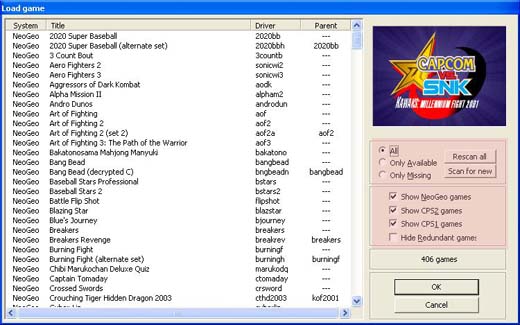 Load game
System Title Driver Parent
NeoGeo 2020 Super Baseball 2020bb ---
NeoGeo 2020 Super Baseball (alternate set) 2020bbh 2020bb
NeoGeo 3 Count Bout 3countb ---
NeoGeo Aero Fighters 2 sonicwi2 ---
NeoGeo Aero Fighters 3 sonicwi3 ---
NeoGeo Aggressors of Dark Kombat aodk ---
NeoGeo Alpha Mission II alpham2 ---
NeoGeo Andro Dunos androdun ---
NeoGeo Art of Fighting aof ---
NeoGeo Art of Fighting 2 aof2 ---
NeoGeo Art of Fighting 2 (set 2) aof2a aof2
NeoGeo Art of Fighting 3: The Path of the Warrior aof3 ---
NeoGeo Bakatonosama Mahjong Manyuki bakatono ---
NeoGeo Bang Bead bangbead ---
NeoGeo Bang Bead (decrypted C) bngbeadn bangbead
NeoGeo Baseball Stars Professional bstars ---
NeoGeo Baseball Stars 2 bstars2 ---
NeoGeo Battle Flip Shot flipshot ---
NeoGeo Blazing Star blazstar ---
NeoGeo Blue's Journey bjourney ---
NeoGeo Breakers breakers ---
NeoGeo Breakers Revenge breakrev breakers
NeoGeo Burning Fight burningf ---
NeoGeo Burning Fight (alternate set) burningh burningf
NeoGeo Chibi Marukochan Deluxe Quiz marukodq ---
NeoGeo Captain Tomaday ctomaday ---
NeoGeo Crossed Swords crsword ---
NeoGeo Crouching Tiger Hidden Dragon 2003 cthd2003 kof2001
CAPCOM
VS.
SNK
KAWAKS MILLENNIUM FIGHT 2001
All
Only Available
Only Missing
Rescan all
Scan for new
Show NeoGeo games
Show CPS2 games
Show CPS1 games
Hide Redundant games
406 games
OK
Cancel